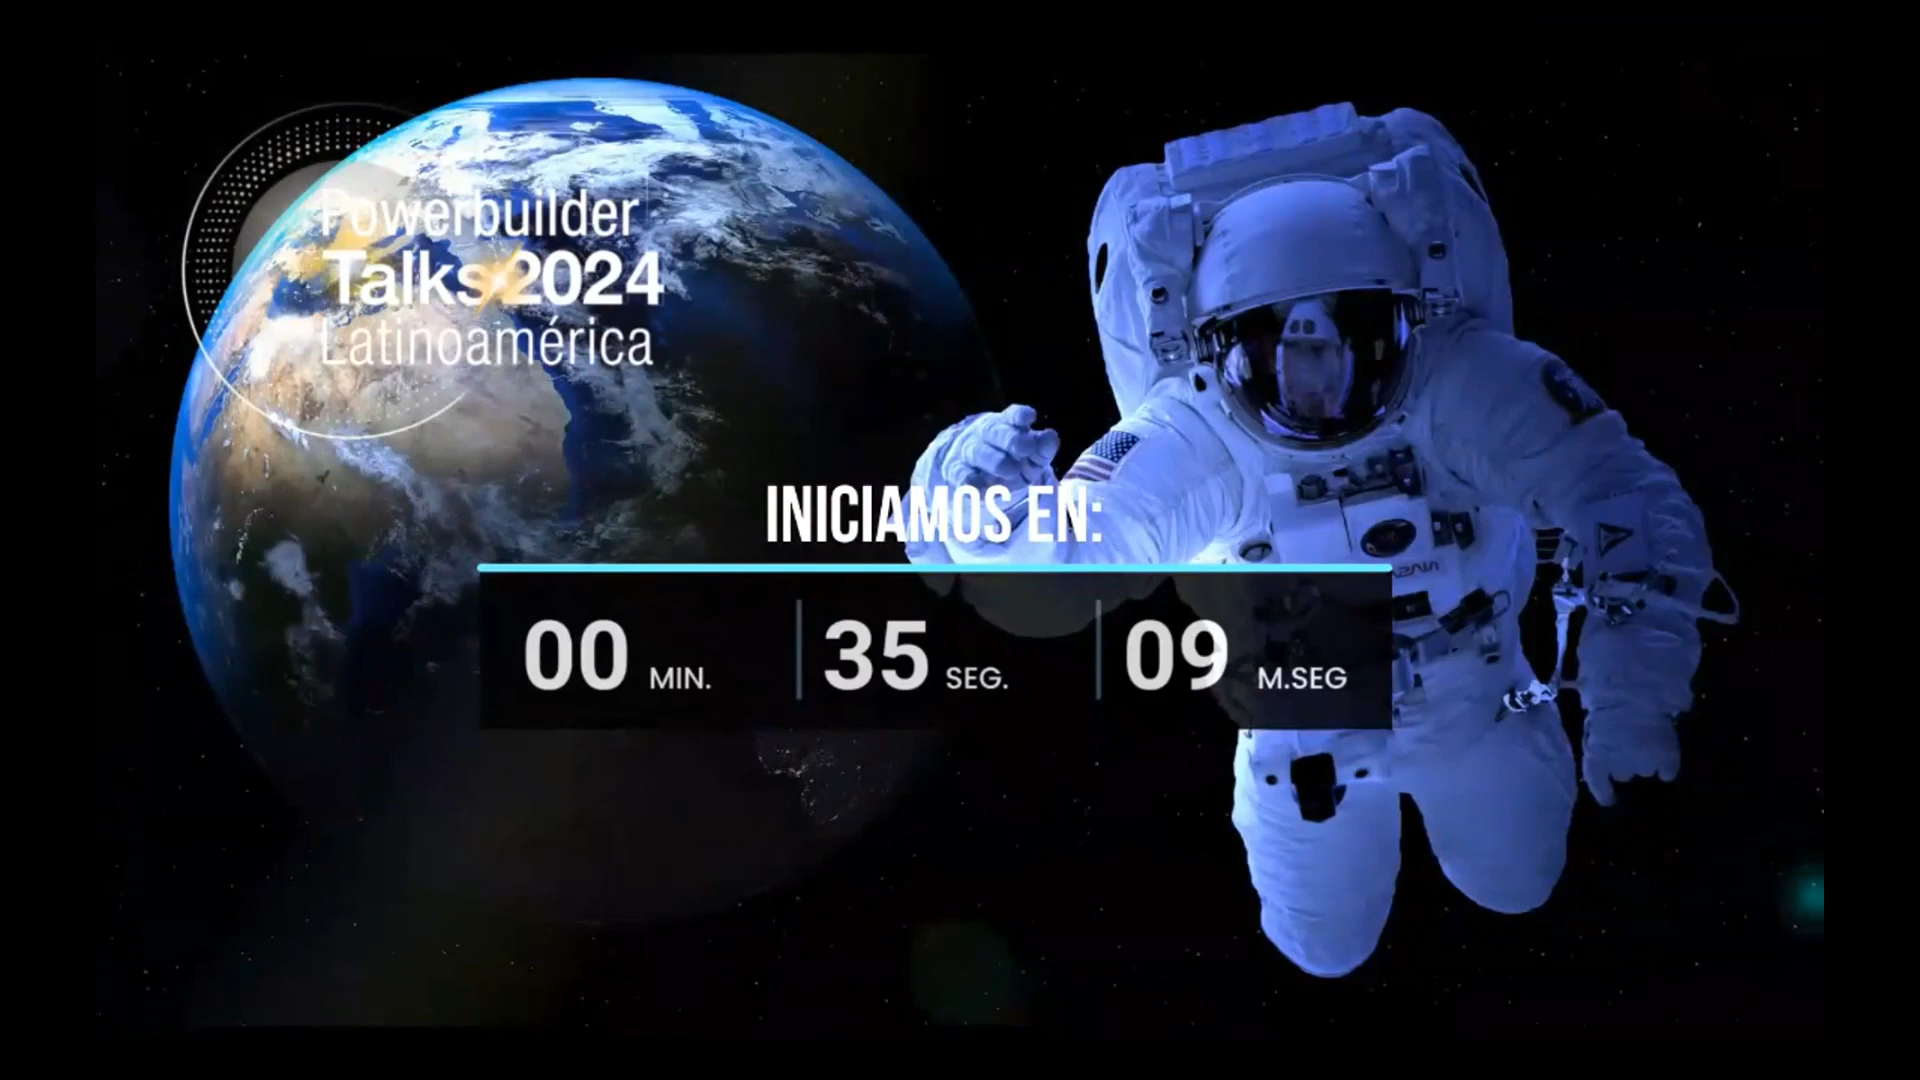 Powerbuilder
Talks 2024
Latinoamérica
INICIAMOS EN:
00 MIN. 35 SEG. 09 M.SEG